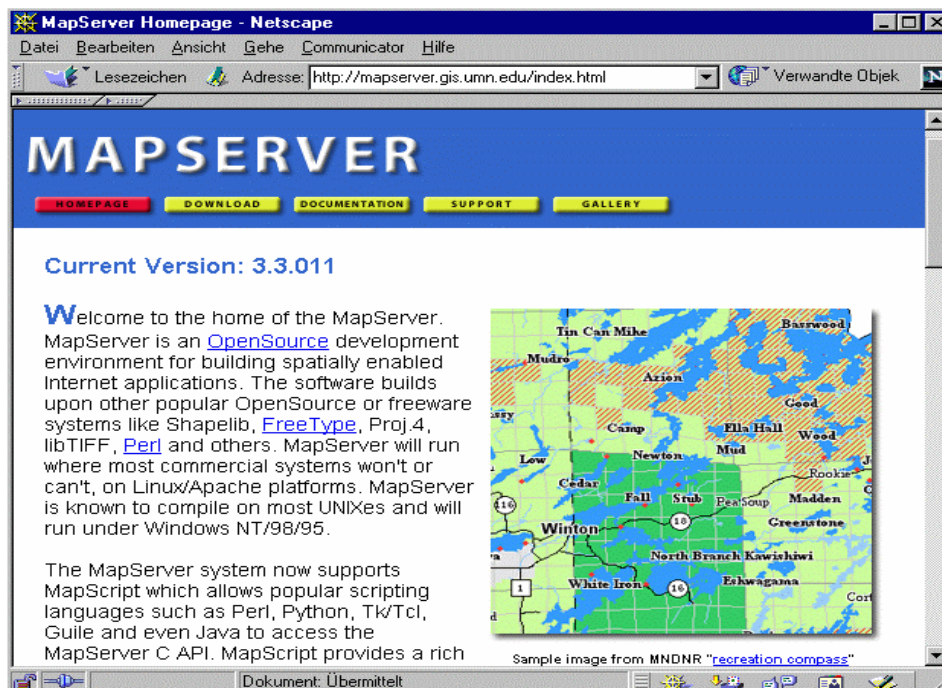 MapServer Homepage - Netscape
Datei Bearbeiten Ansicht Gehe Communicator Hilfe
Lesezeichen Adresse: http://mapserver.gis.umn.edu/index.html Verwandte Objek N
MAPSERVER
HOMEPAGE DOWNLOAD DOCUMENTATION SUPPORT GALLERY
Current Version: 3.3.011
Welcome to the home of the MapServer.
MapServer is an OpenSource development
environment for building spatially enabled
Internet applications. The software builds
upon other popular OpenSource or freeware
systems like Shapelib, FreeType, Proj.4,
libTIFF, Perl and others. MapServer will run
where most commercial systems won't or
can't, on Linux/Apache platforms. MapServer
is known to compile on most UNIXes and will
run under Windows NT/98/95.
The MapServer system now supports
MapScript which allows popular scripting
languages such as Perl, Python, Tk/Tcl,
Guile and even Java to access the
MapServer C API. MapScript provides a rich
Tin Can Mike Basswood
Mudro
Azion
Good
Camp Ella Hall Wood
Low Newton Mud
Cedar Rookie
Fall Stub Pea Soup Madden
116
Winton 18 Greenstone
North Branch Kawishiwi
1 White Iron 16 Eshwagama
Sample image from MNDNR "recreation compass"
Dokument: Übermittelt